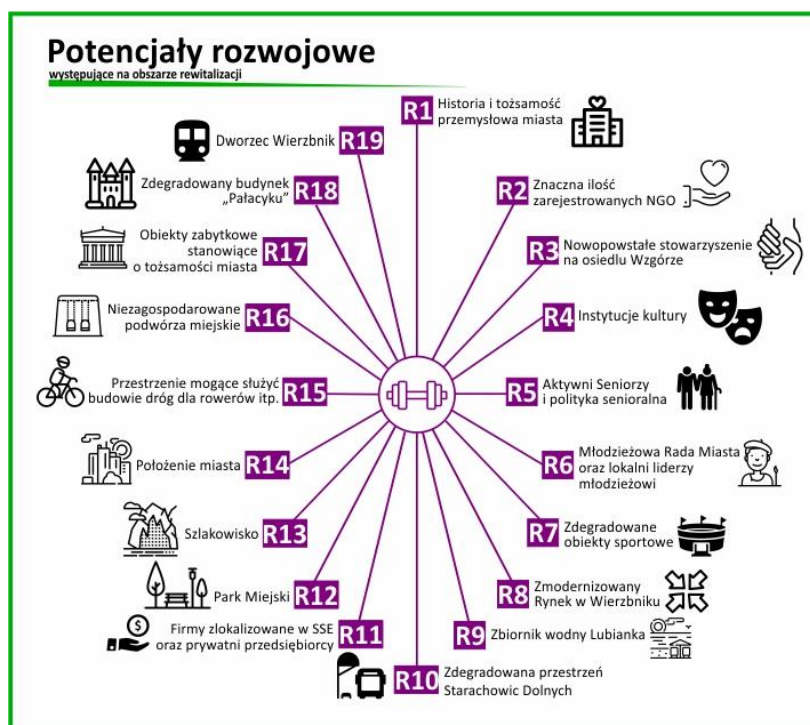 Potencjały rozwojowe
występujące na obszarze rewitalizacji
R1
Historia i tożsamość
przemysłowa miasta
R2
Znaczna ilość
zarejestrowanych NGO
R3
Nowopowstałe stowarzyszenie
na osiedlu Wzgórze
R4
Instytucje kultury
R5
Aktywni Seniorzy
i polityka senioralna
R6
Młodzieżowa Rada Miasta
oraz lokalni liderzy
młodzieżowi
R7
Zdegradowane
obiekty sportowe
R8
Zmodernizowany
Rynek w Wierzbniku
R9
Zbiornik wodny Lubianka
R10
Zdegradowana przestrzeń
Starachowic Dolnych
R11
Firmy zlokalizowane w SSE
oraz prywatni przedsiębiorcy
R12
Park Miejski
R13
Szlakowisko
R14
Położenie miasta
R15
Przestrzenie mogące służyć
budowie dróg dla rowerów itp.
R16
Niezagospodarowane
podwórza miejskie
R17
Obiekty zabytkowe
stanowiące
o tożsamości miasta
R18
Zdegradowany budynek
„Pałacyku”
R19
Dworzec Wierzbnik